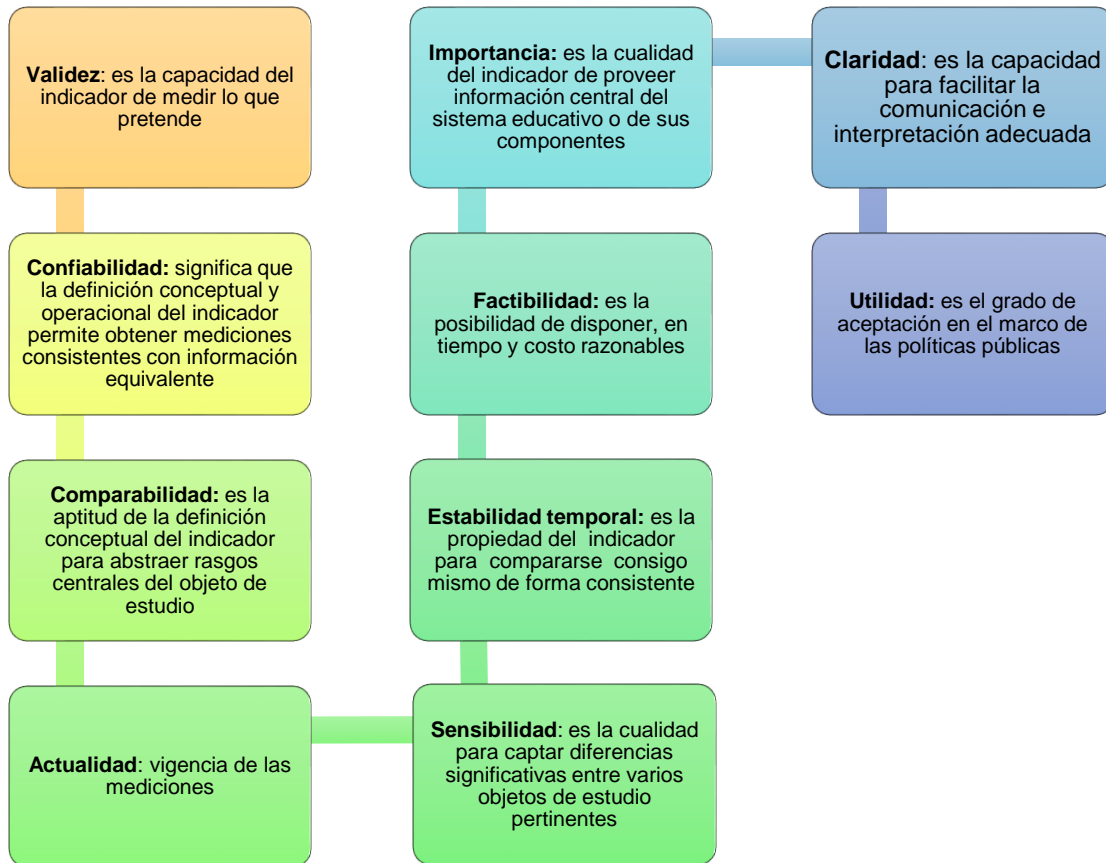 Validez: es la capacidad del
indicador de medir lo que
pretende
Confiabilidad: significa que
la definición conceptual y
operacional del indicador
permite obtener mediciones
consistentes con información
equivalente
Comparabilidad: es la
aptitud de la definición
conceptual del indicador
para abstraer rasgos
centrales del objeto de
estudio
Actualidad: vigencia de las
mediciones
Sensibilidad: es la cualidad
para captar diferencias
significativas entre varios
objetos de estudio
pertinentes
Estabilidad temporal: es la
propiedad del indicador
para compararse consigo
mismo de forma consistente
Factibilidad: es la
posibilidad de disponer, en
tiempo y costo razonables
Importancia: es la cualidad
del indicador de proveer
información central del
sistema educativo o de sus
componentes
Claridad: es la capacidad
para facilitar la
comunicación e
interpretación adecuada
Utilidad: es el grado de
aceptación en el marco de
las políticas públicas